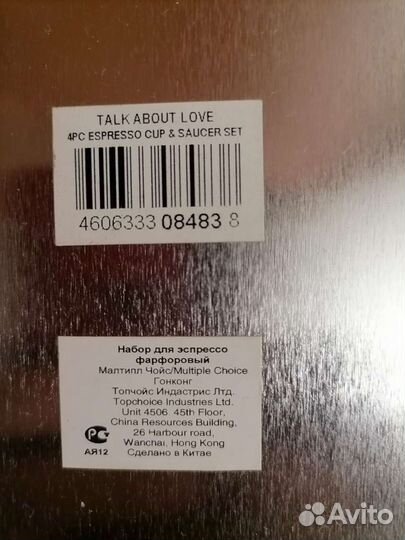 TALK ABOUT LOVE
4PC ESPRESSO CUP & SAUCER SET
4606333 08483 8
Набор для эспрессо
фарфоровый
Малтипл Чойс/Multiple Choice
Гонконг
Топчойс Индастрис Лтд.
Topchoice Industries Ltd.
Unit 4506 45th Floor,
China Resources Building,
26 Harbour road,
Wanchai, Hong Kong
Сделано в Китае
РС
АЯ12
Avito